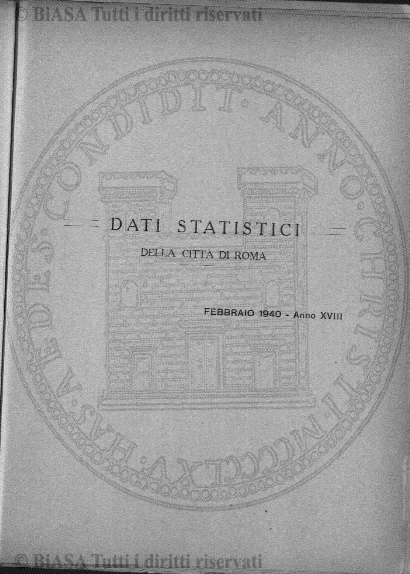 © BiASA Tutti i diritti riservati
HAS · AEDES · CONDIDIT · ANNO · CHRISTI · MCCCCLXV
DATI STATISTICI
DELLA CITTÀ DI ROMA
FEBBRAIO 1940 - Anno XVIII
© BiASA Tutti i diritti riservati